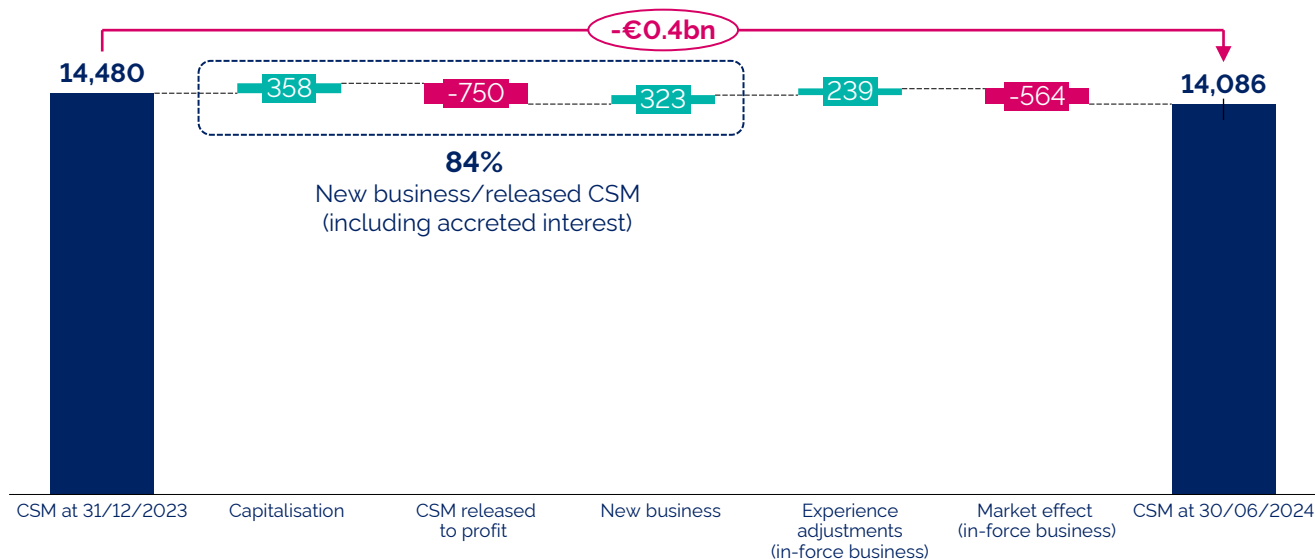 -€0.4bn
14,480
358
-750
323
239
-564
14,086
84%
New business/released CSM
(including accreted interest)
CSM at 31/12/2023
Capitalisation
CSM released
to profit
New business
Experience
adjustments
(in-force business)
Market effect
(in-force business)
CSM at 30/06/2024